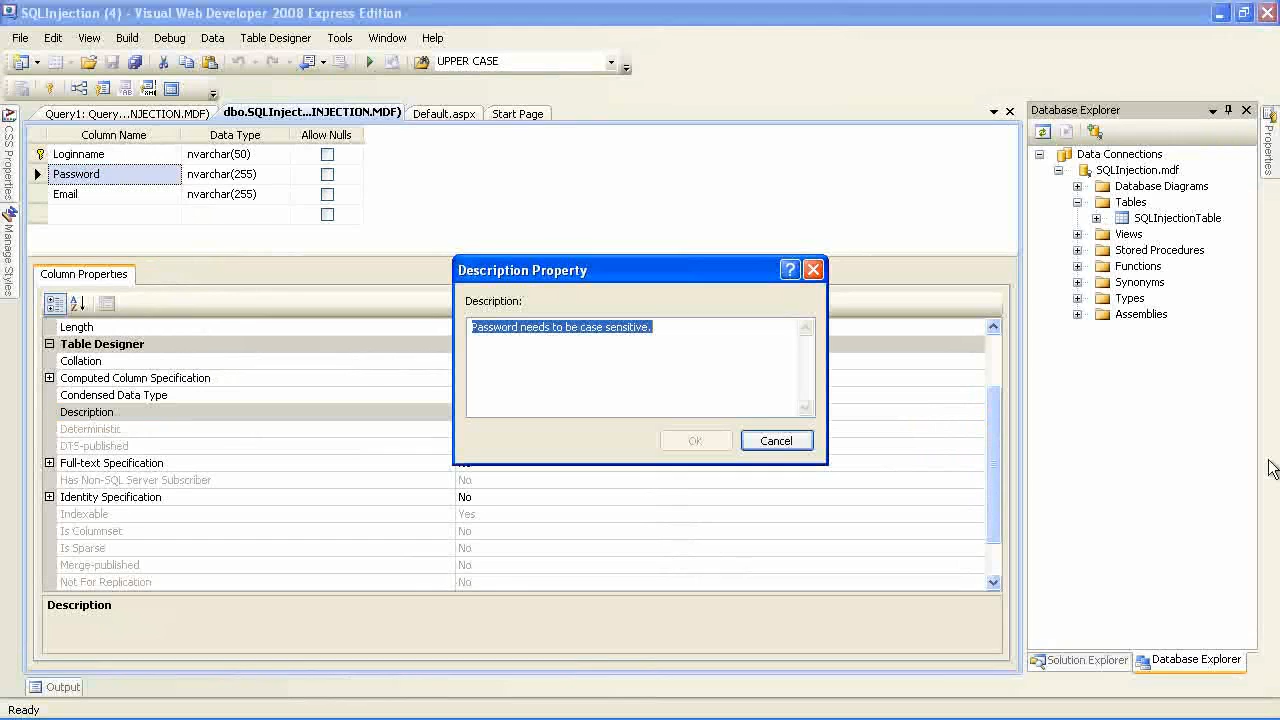 SQLInjection (4) - Visual Web Developer 2008 Express Edition
File Edit View Build Debug Data Table Designer Tools Window Help
UPPER CASE
Query1: Query...NJECTION.MDF) dbo.SQLInject...INJECTION.MDF) Default.aspx Start Page
Column Name Data Type Allow Nulls
Loginname nvarchar(50)
Password nvarchar(255)
Email nvarchar(255)
Column Properties
Length
Table Designer
Collation
Computed Column Specification
Condensed Data Type
Description
Deterministic
DTS-published
Full-text Specification No
Has Non-SQL Server Subscriber No
Identity Specification No
Indexable Yes
Is Columnset No
Is Sparse No
Merge-published No
Not For Replication No
Description
Description Property
Description:
Password needs to be case sensitive.
OK Cancel
Database Explorer
Data Connections
SQLInjection.mdf
Database Diagrams
Tables
SQLInjectionTable
Views
Stored Procedures
Functions
Synonyms
Types
Assemblies
Solution Explorer Database Explorer
CSS Properties
Manage Styles
Properties
Output
Ready